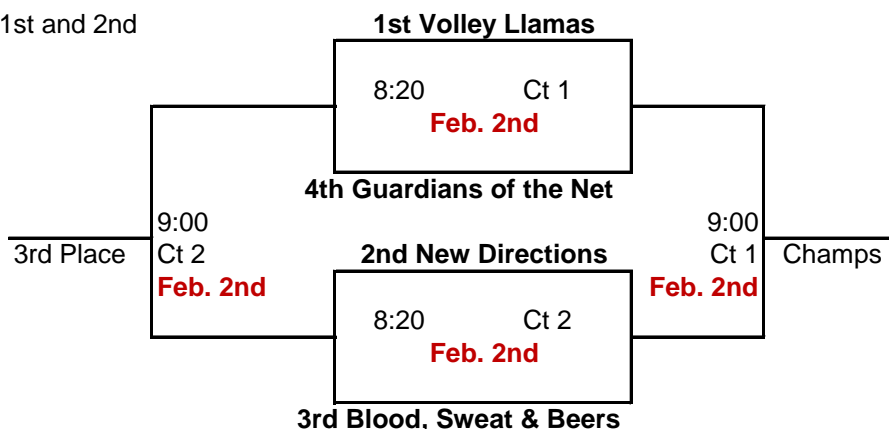 1st and 2nd
1st Volley Llamas
8:20 Ct 1
Feb. 2nd
4th Guardians of the Net
9:00
Ct 2
Feb. 2nd
3rd Place
9:00
Ct 1
Feb. 2nd
Champs
2nd New Directions
8:20 Ct 2
Feb. 2nd
3rd Blood, Sweat & Beers